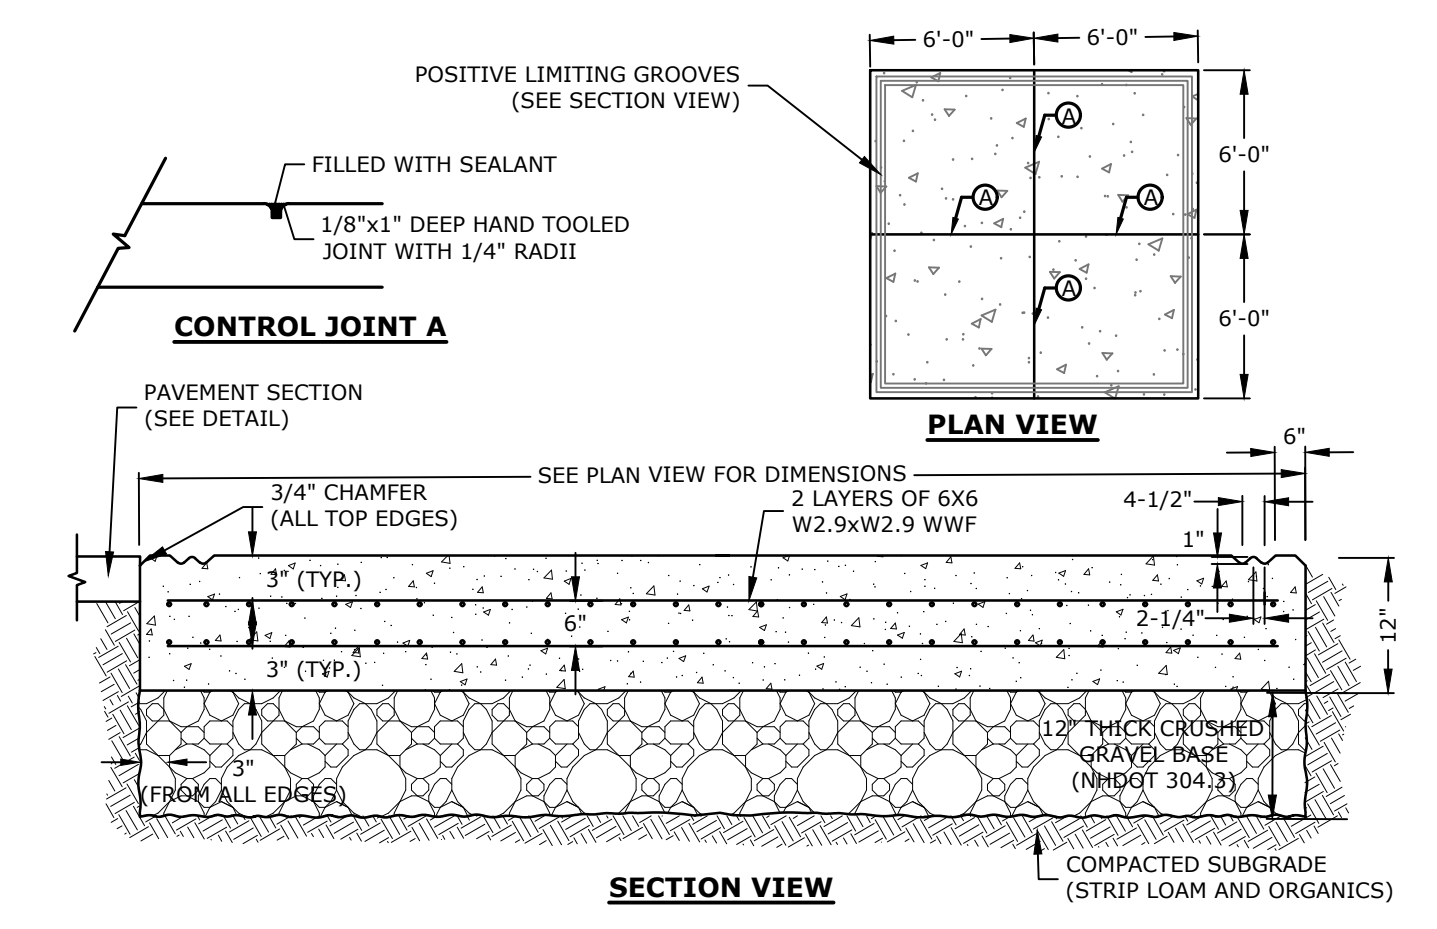 6'-0"
6'-0"
POSITIVE LIMITING GROOVES
(SEE SECTION VIEW)
A
6'-0"
FILLED WITH SEALANT
A
A
1/8"x1" DEEP HAND TOOLED
JOINT WITH 1/4" RADII
A
6'-0"
CONTROL JOINT A
PLAN VIEW
PAVEMENT SECTION
(SEE DETAIL)
6"
SEE PLAN VIEW FOR DIMENSIONS
3/4" CHAMFER
(ALL TOP EDGES)
2 LAYERS OF 6X6
W2.9xW2.9 WWF
4-1/2"
1"
3" (TYP.)
6"
2-1/4"
12"
3" (TYP.)
12" THICK CRUSHED
GRAVEL BASE
(NHDOT 304.3)
3"
(FROM ALL EDGES)
COMPACTED SUBGRADE
(STRIP LOAM AND ORGANICS)
SECTION VIEW